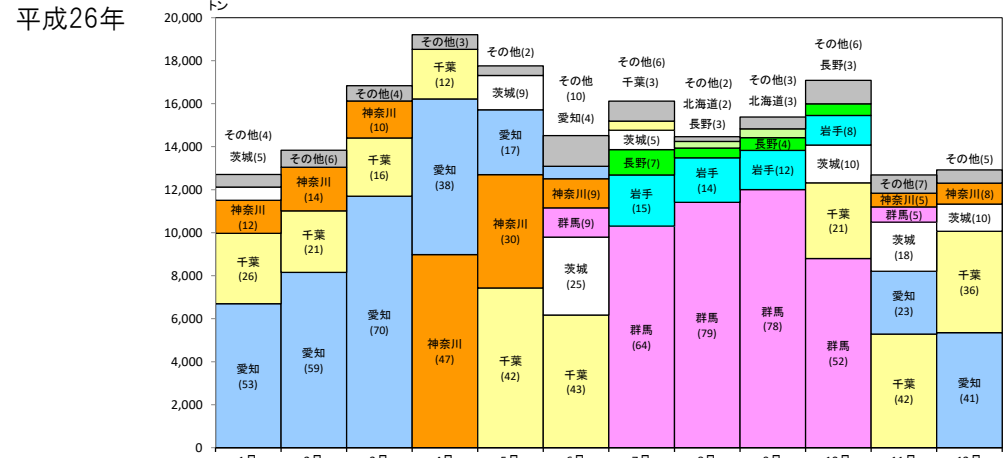 平成26年
トン
20,000
18,000
16,000
14,000
12,000
10,000
8,000
6,000
4,000
2,000
0
その他(4)
茨城(5)
神奈川
(12)
千葉
(26)
愛知
(53)
その他(6)
神奈川
(14)
千葉
(21)
愛知
(59)
その他(4)
神奈川
(10)
千葉
(16)
愛知
(70)
その他(3)
千葉
(12)
愛知
(38)
神奈川
(47)
その他(2)
茨城(9)
愛知
(17)
神奈川
(30)
千葉
(42)
その他
(10)
愛知(4)
神奈川(9)
群馬(9)
茨城
(25)
千葉
(43)
その他(6)
千葉(3)
茨城(5)
長野(7)
岩手
(15)
群馬
(64)
その他(2)
北海道(2)
長野(3)
岩手
(14)
群馬
(79)
その他(3)
北海道(3)
長野(4)
岩手(12)
群馬
(78)
その他(6)
長野(3)
岩手(8)
茨城(10)
千葉
(21)
群馬
(52)
その他(7)
神奈川(5)
群馬(5)
茨城
(18)
愛知
(23)
千葉
(42)
その他(5)
神奈川(8)
茨城(10)
千葉
(36)
愛知
(41)